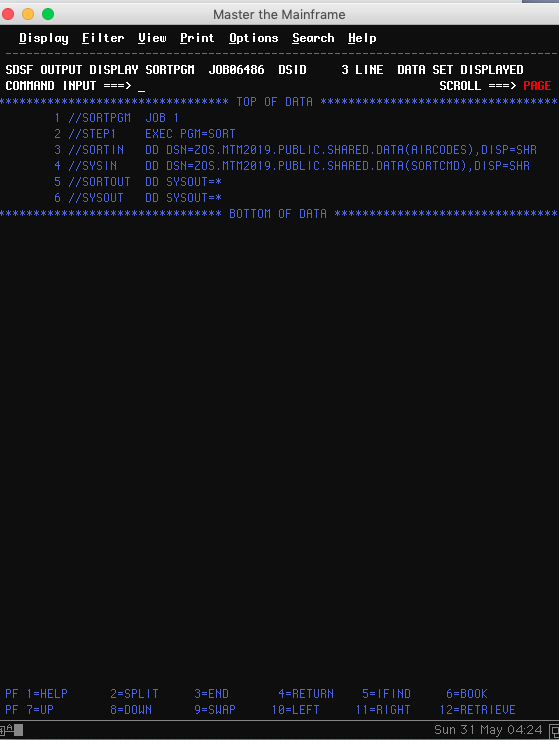 Master the Mainframe
Display Filter View Print Options Search Help
-------------------------------------------------------------------------------
SDSF OUTPUT DISPLAY SORTPGM  JOB06486  DSID     3 LINE  DATA SET DISPLAYED
COMMAND INPUT ===> _                                          SCROLL ===> PAGE
********************************* TOP OF DATA **********************************
1 //SORTPGM  JOB 1
2 //STEP1    EXEC PGM=SORT
3 //SORTIN   DD DSN=ZOS.MTM2019.PUBLIC.SHARED.DATA(AIRCODES),DISP=SHR
4 //SYSIN    DD DSN=ZOS.MTM2019.PUBLIC.SHARED.DATA(SORTCMD),DISP=SHR
5 //SORTOUT  DD SYSOUT=*
6 //SYSOUT   DD SYSOUT=*
******************************** BOTTOM OF DATA ********************************
PF 1=HELP      2=SPLIT     3=END       4=RETURN    5=IFIND     6=BOOK
PF 7=UP        8=DOWN      9=SWAP     10=LEFT     11=RIGHT    12=RETRIEVE
Sun 31 May 04:24